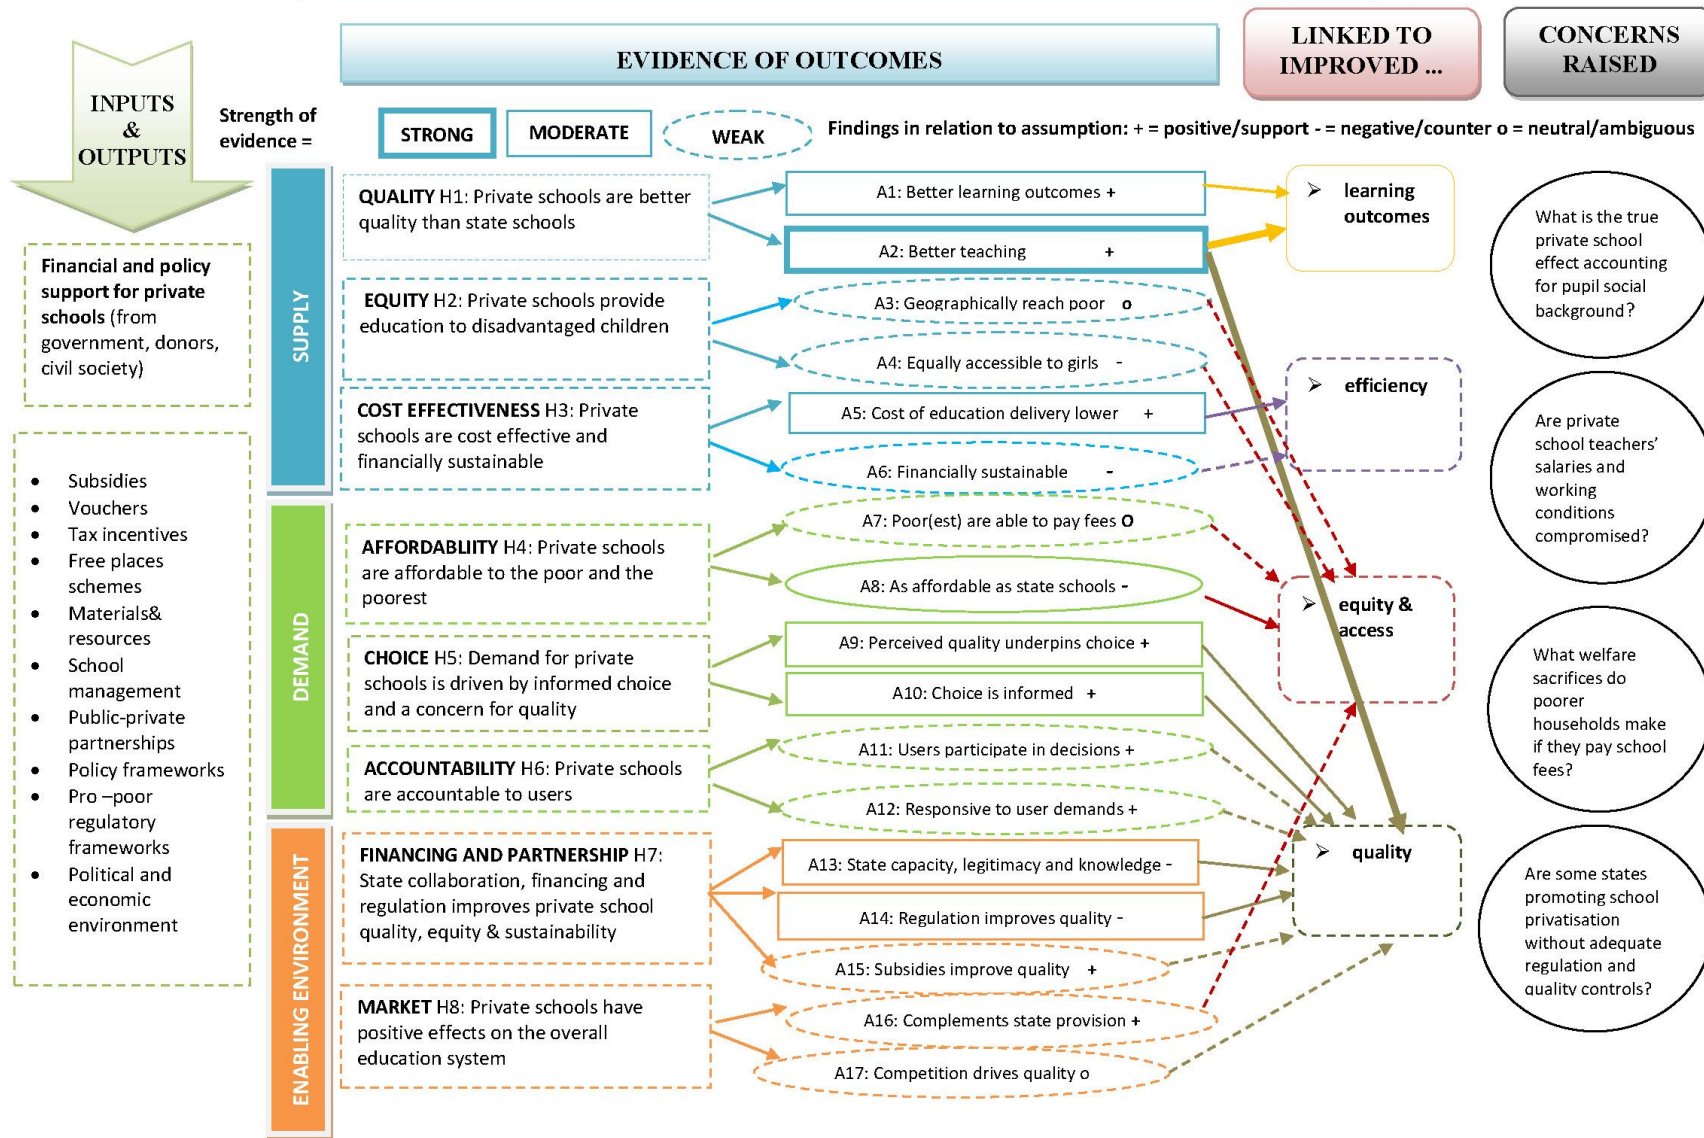 INPUTS
&
OUTPUTS
EVIDENCE OF OUTCOMES
LINKED TO
IMPROVED ...
CONCERNS
RAISED
Strength of
evidence =
STRONG
MODERATE
WEAK
Findings in relation to assumption: + = positive/support - = negative/counter o = neutral/ambiguous
Financial and policy
support for private
schools (from
government, donors,
civil society)
• Subsidies
• Vouchers
• Tax incentives
• Free places
schemes
• Materials&
resources
• School
management
• Public-private
partnerships
• Policy frameworks
• Pro –poor
regulatory
frameworks
• Political and
economic
environment
SUPPLY
QUALITY H1: Private schools are better
quality than state schools
EQUITY H2: Private schools provide
education to disadvantaged children
COST EFFECTIVENESS H3: Private
schools are cost effective and
financially sustainable
A1: Better learning outcomes +
A2: Better teaching +
A3: Geographically reach poor o
A4: Equally accessible to girls -
A5: Cost of education delivery lower +
A6: Financially sustainable -
DEMAND
AFFORDABLIITY H4: Private schools
are affordable to the poor and the
poorest
CHOICE H5: Demand for private
schools is driven by informed choice
and a concern for quality
ACCOUNTABILITY H6: Private schools
are accountable to users
A7: Poor(est) are able to pay fees O
A8: As affordable as state schools -
A9: Perceived quality underpins choice +
A10: Choice is informed +
A11: Users participate in decisions +
A12: Responsive to user demands +
ENABLING ENVIRONMENT
FINANCING AND PARTNERSHIP H7:
State collaboration, financing and
regulation improves private school
quality, equity & sustainability
MARKET H8: Private schools have
positive effects on the overall
education system
A13: State capacity, legitimacy and knowledge -
A14: Regulation improves quality -
A15: Subsidies improve quality +
A16: Complements state provision +
A17: Competition drives quality o
➢ learning
outcomes
➢ efficiency
➢ equity &
access
➢ quality
What is the true
private school
effect accounting
for pupil social
background?
Are private
school teachers'
salaries and
working
conditions
compromised?
What welfare
sacrifices do
poorer
households make
if they pay school
fees?
Are some states
promoting school
privatisation
without adequate
regulation and
quality controls?